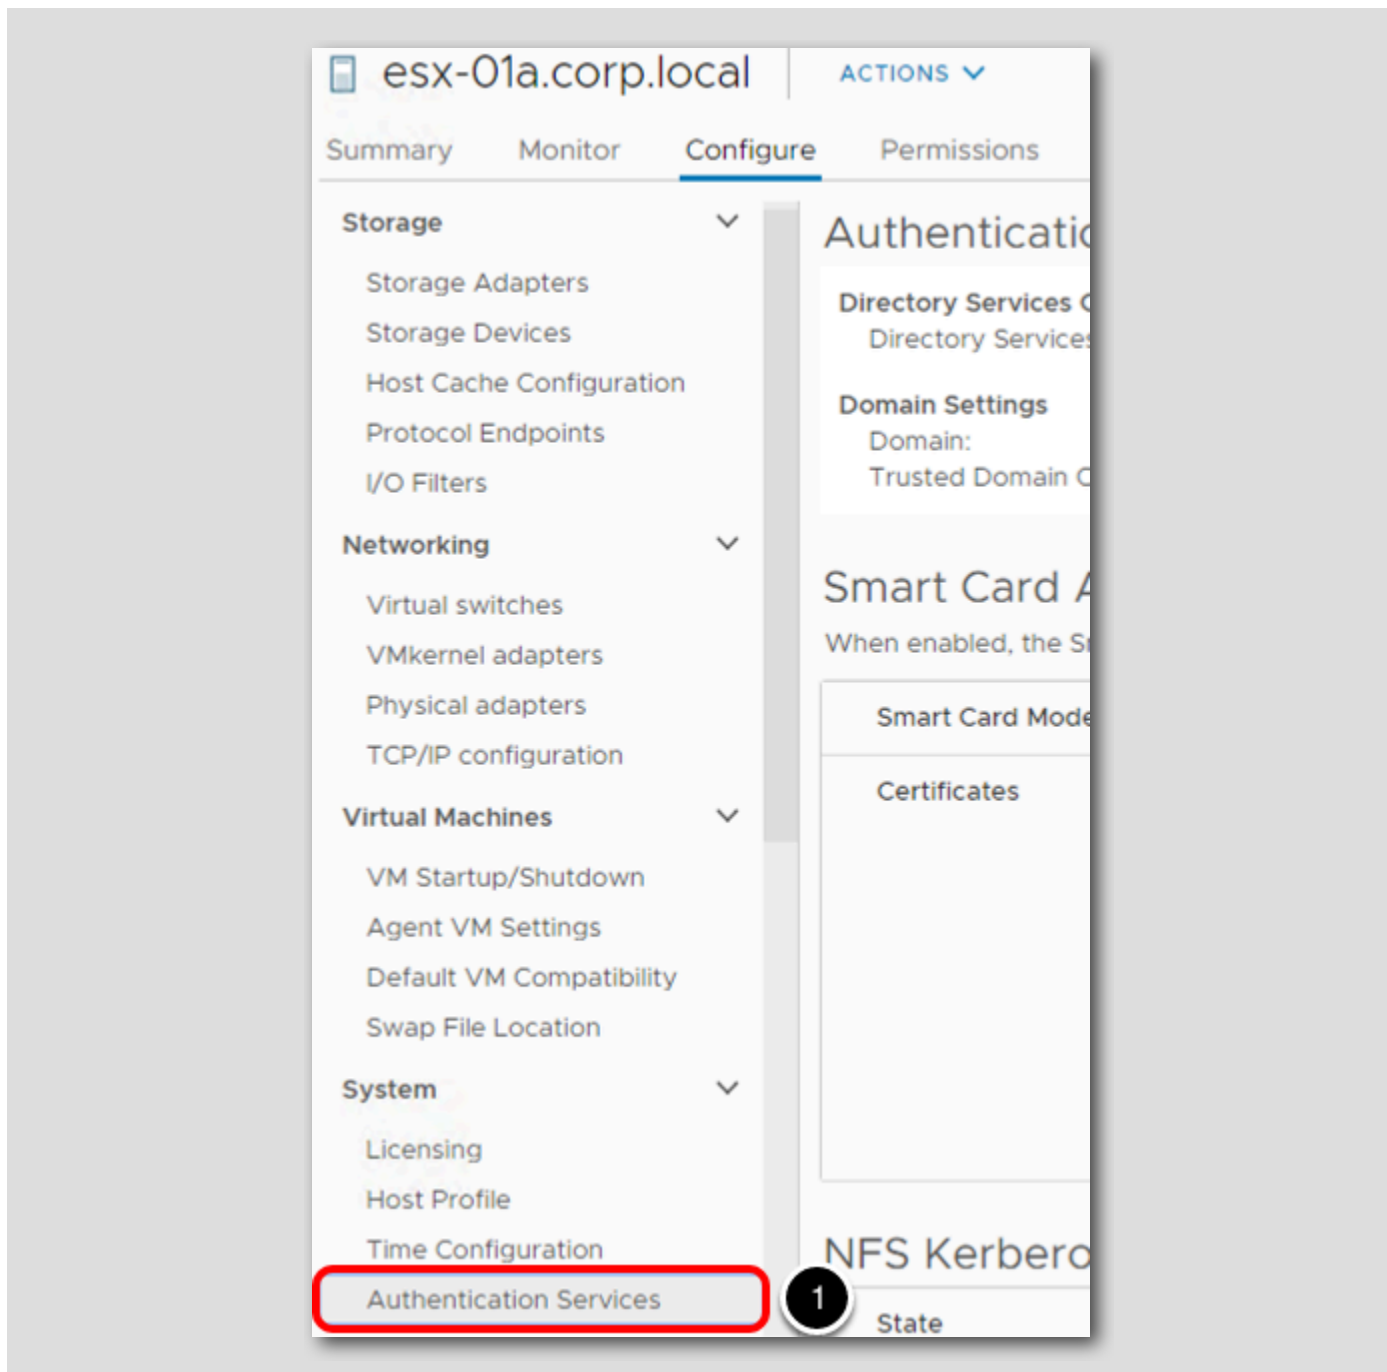 esx-01a.corp.local
ACTIONS
Summary Monitor Configure Permissions
Storage
Storage Adapters
Storage Devices
Host Cache Configuration
Protocol Endpoints
I/O Filters
Networking
Virtual switches
VMkernel adapters
Physical adapters
TCP/IP configuration
Virtual Machines
VM Startup/Shutdown
Agent VM Settings
Default VM Compatibility
Swap File Location
System
Licensing
Host Profile
Time Configuration
Authentication Services
1
Authenticatio
Directory Services C
Directory Services
Domain Settings
Domain:
Trusted Domain C
Smart Card A
When enabled, the S
Smart Card Mode
Certificates
NFS Kerbero
State